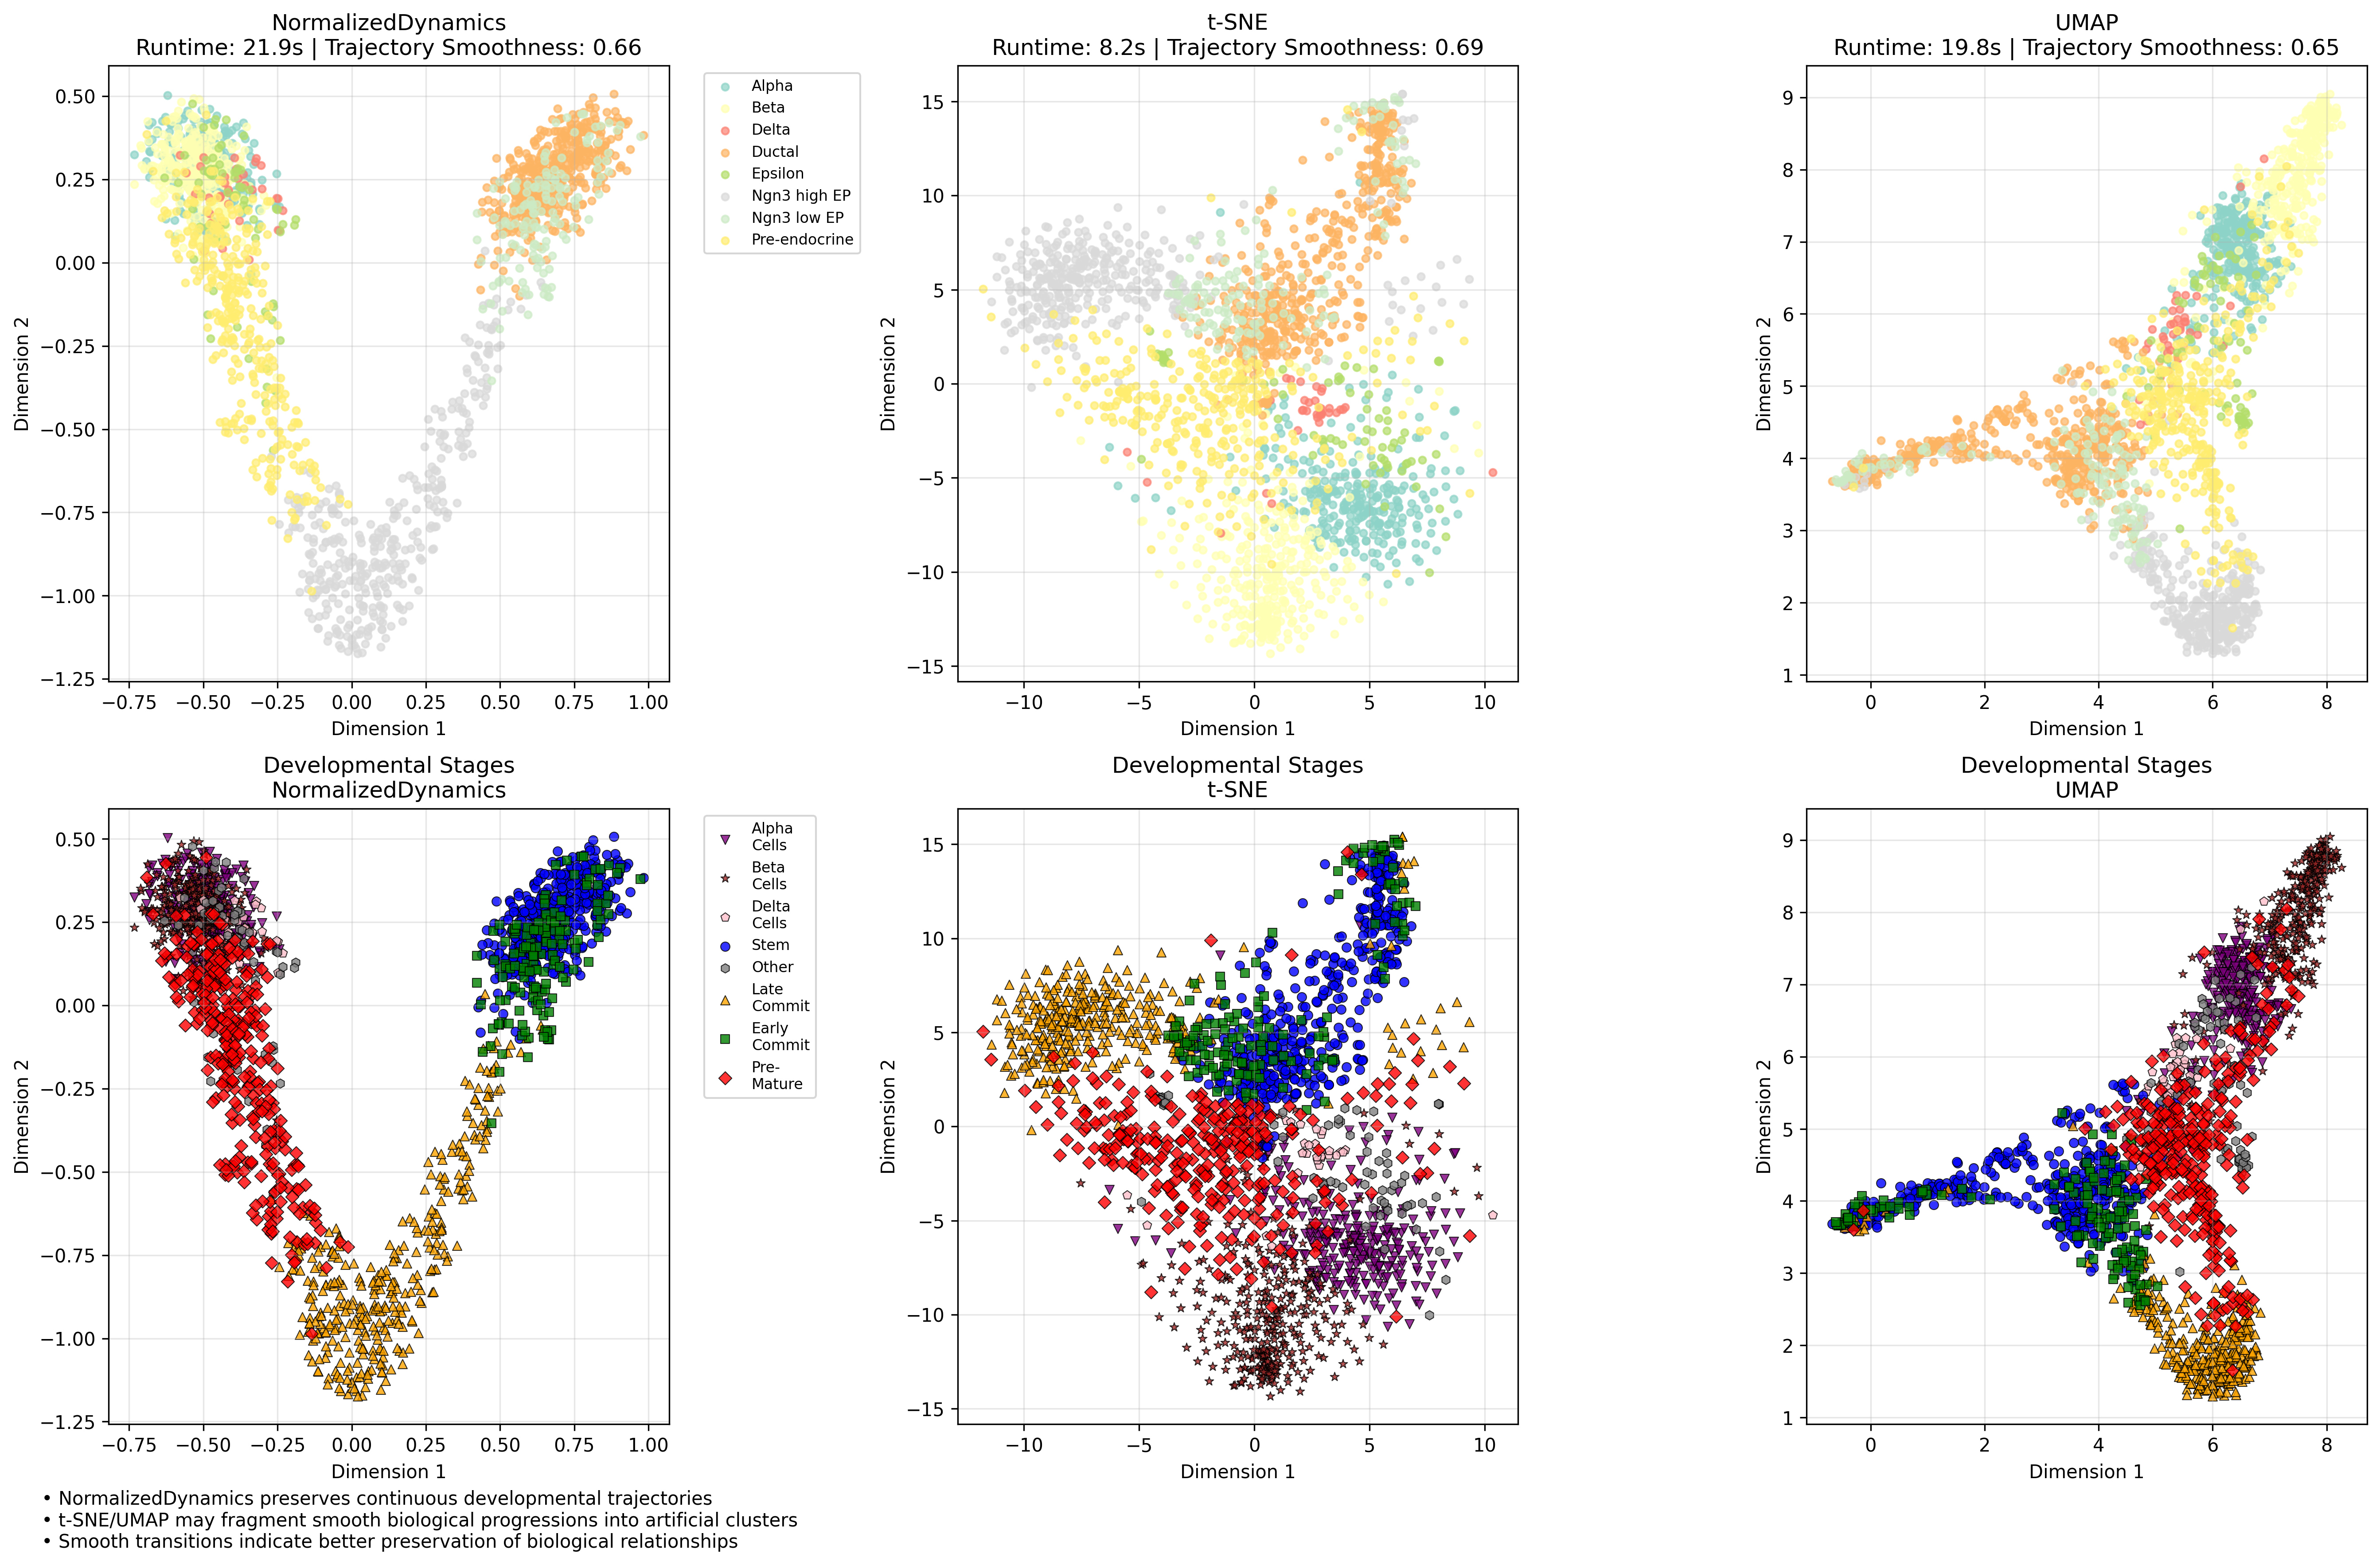 NormalizedDynamics
Runtime: 21.9s | Trajectory Smoothness: 0.66
0.50
0.25
0.00
−0.25
−0.50
−0.75
−1.00
−1.25
Dimension 2
−0.75 −0.50 −0.25 0.00 0.25 0.50 0.75 1.00
Dimension 1
Alpha
Beta
Delta
Ductal
Epsilon
Ngn3 high EP
Ngn3 low EP
Pre-endocrine
t-SNE
Runtime: 8.2s | Trajectory Smoothness: 0.69
15
10
5
0
−5
−10
−15
Dimension 2
−10 −5 0 5 10
Dimension 1
UMAP
Runtime: 19.8s | Trajectory Smoothness: 0.65
9
8
7
6
5
4
3
2
1
Dimension 2
0 2 4 6 8
Dimension 1
Developmental Stages
NormalizedDynamics
0.50
0.25
0.00
−0.25
−0.50
−0.75
−1.00
−1.25
Dimension 2
−0.75 −0.50 −0.25 0.00 0.25 0.50 0.75 1.00
Dimension 1
Alpha
Cells
Beta
Cells
Delta
Cells
Stem
Other
Late
Commit
Early
Commit
Pre-
Mature
Developmental Stages
t-SNE
15
10
5
0
−5
−10
−15
Dimension 2
−10 −5 0 5 10
Dimension 1
Developmental Stages
UMAP
9
8
7
6
5
4
3
2
1
Dimension 2
0 2 4 6 8
Dimension 1
• NormalizedDynamics preserves continuous developmental trajectories
• t-SNE/UMAP may fragment smooth biological progressions into artificial clusters
• Smooth transitions indicate better preservation of biological relationships